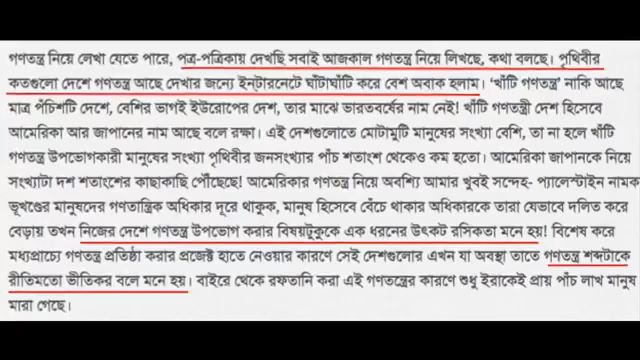 গণতন্ত্র নিয়ে লেখা যেতে পারে, পত্র-পত্রিকায় দেখছি সবাই আজকাল গণতন্ত্র নিয়ে লিখছে, কথা বলছে। পৃথিবীর
কতগুলো দেশে গণতন্ত্র আছে দেখার জন্যে ইন্টারনেটে ঘাঁটাঘাঁটি করে বেশ অবাক হলাম। ‘খাঁটি গণতন্ত্র’ নাকি আছে
মাত্র পঁচিশটি দেশে, বেশির ভাগই ইউরোপের দেশ, তার মাঝে ভারতবর্ষের নাম নেই! খাঁটি গণতন্ত্রী দেশ হিসেবে
আমেরিকা আর জাপানের নাম আছে বলে রক্ষা। এই দেশগুলোতে মোটামুটি মানুষের সংখ্যা বেশি, তা না হলে খাঁটি
গণতন্ত্র উপভোগকারী মানুষের সংখ্যা পৃথিবীর জনসংখ্যার পাঁচ শতাংশ থেকেও কম হতো। আমেরিকা জাপানকে নিয়ে
সংখ্যাটা দশ শতাংশের কাছাকাছি পৌঁছেছে! আমেরিকার গণতন্ত্র নিয়ে অবশ্যি আমার খুবই সন্দেহ- প্যালেস্টাইন নামক
ভূখণ্ডের মানুষদের গণতান্ত্রিক অধিকার দূরে থাকুক, মানুষ হিসেবে বেঁচে থাকার অধিকারকে তারা যেভাবে দলিত করে
বেড়ায় তখন নিজের দেশে গণতন্ত্র উপভোগ করার বিষয়টুকুকে এক ধরনের উৎকট রসিকতা মনে হয়! বিশেষ করে
মধ্যপ্রাচ্যে গণতন্ত্র প্রতিষ্ঠা করার প্রজেক্ট হাতে নেওয়ার কারণে সেই দেশগুলোর এখন যা অবস্থা তাতে গণতন্ত্র শব্দটাকে
রীতিমতো ভীতিকর বলে মনে হয়। বাইরে থেকে রফতানি করা এই গণতন্ত্রের কারণে শুধু ইরাকেই প্রায় পাঁচ লাখ মানুষ
মারা গেছে।